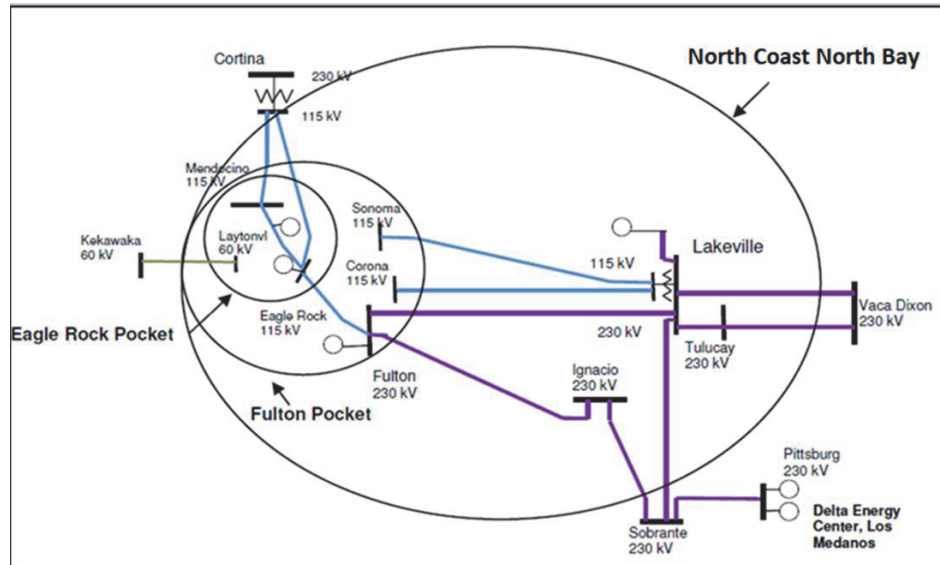 North Coast North Bay
Cortina
230 kV
115 kV
Mendocino
115 kV
Sonoma
115 kV
Laytonvl
60 kV
Kekawaka
60 kV
Lakeville
115 kV
Corona
115 kV
Eagle Rock
115 kV
Eagle Rock Pocket
Vaca Dixon
230 kV
230 kV
Tulucay
230 kV
Fulton
230 kV
Fulton Pocket
Ignacio
230 kV
Pittsburg
230 kV
Delta Energy
Center, Los
Medanos
Sobrante
230 kV